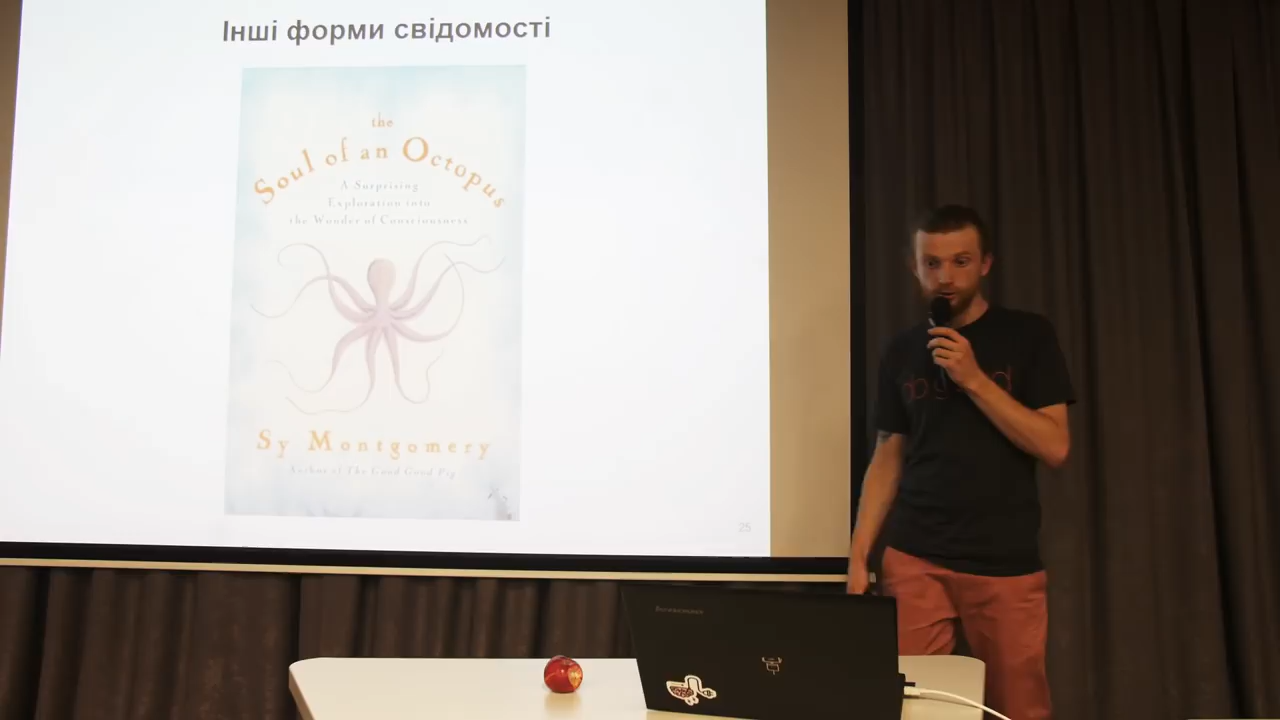 Інші форми свідомості
the
Soul of an Octopus
A Surprising
Exploration into
the Wonder of Consciousness
Sy Montgomery
Author of The Good Good Pig
25